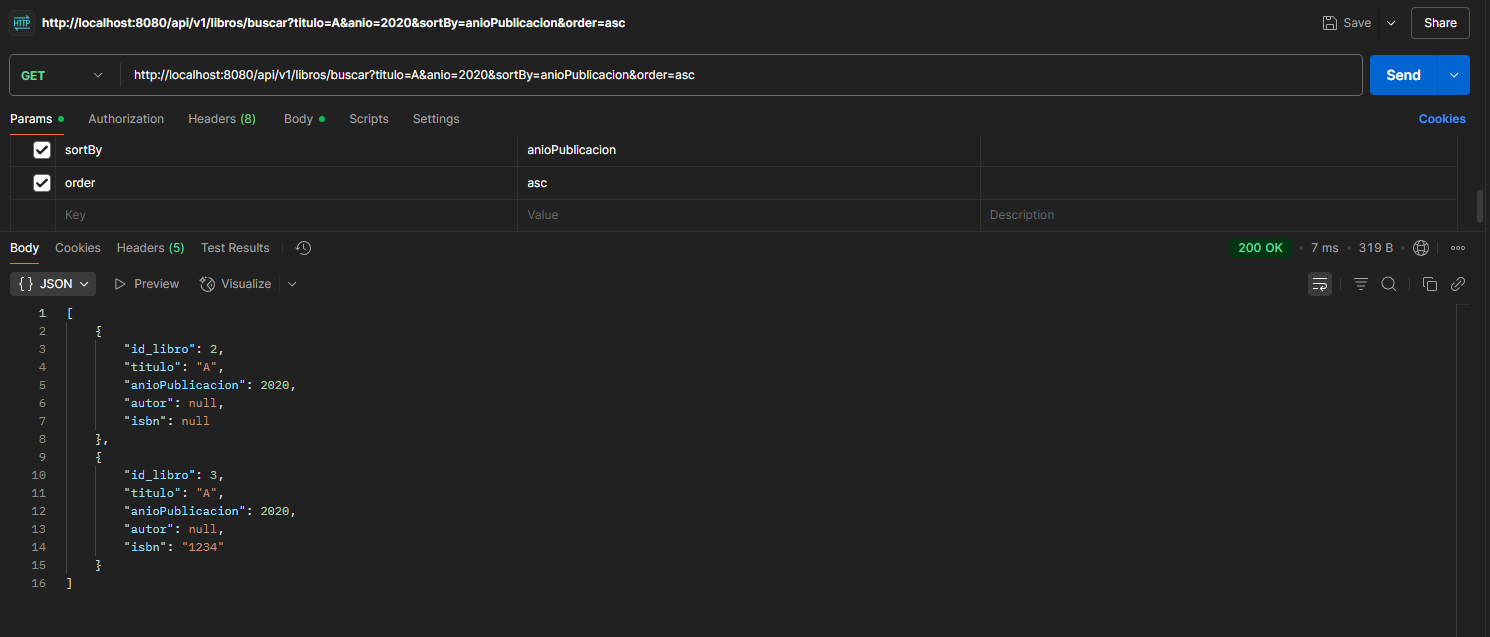 HTTP http://localhost:8080/api/v1/libros/buscar?titulo=A&anio=2020&sortBy=anioPublicacion&order=asc Save Share
GET http://localhost:8080/api/v1/libros/buscar?titulo=A&anio=2020&sortBy=anioPublicacion&order=asc Send
Params Authorization Headers (8) Body Scripts Settings Cookies
sortBy anioPublicacion
order asc
Key Value Description
Body Cookies Headers (5) Test Results 200 OK 7 ms 319 B
{} JSON Preview Visualize
1 [
2 {
3 "id_libro": 2,
4 "titulo": "A",
5 "anioPublicacion": 2020,
6 "autor": null,
7 "isbn": null
8 },
9 {
10 "id_libro": 3,
11 "titulo": "A",
12 "anioPublicacion": 2020,
13 "autor": null,
14 "isbn": "1234"
15 }
16 ]